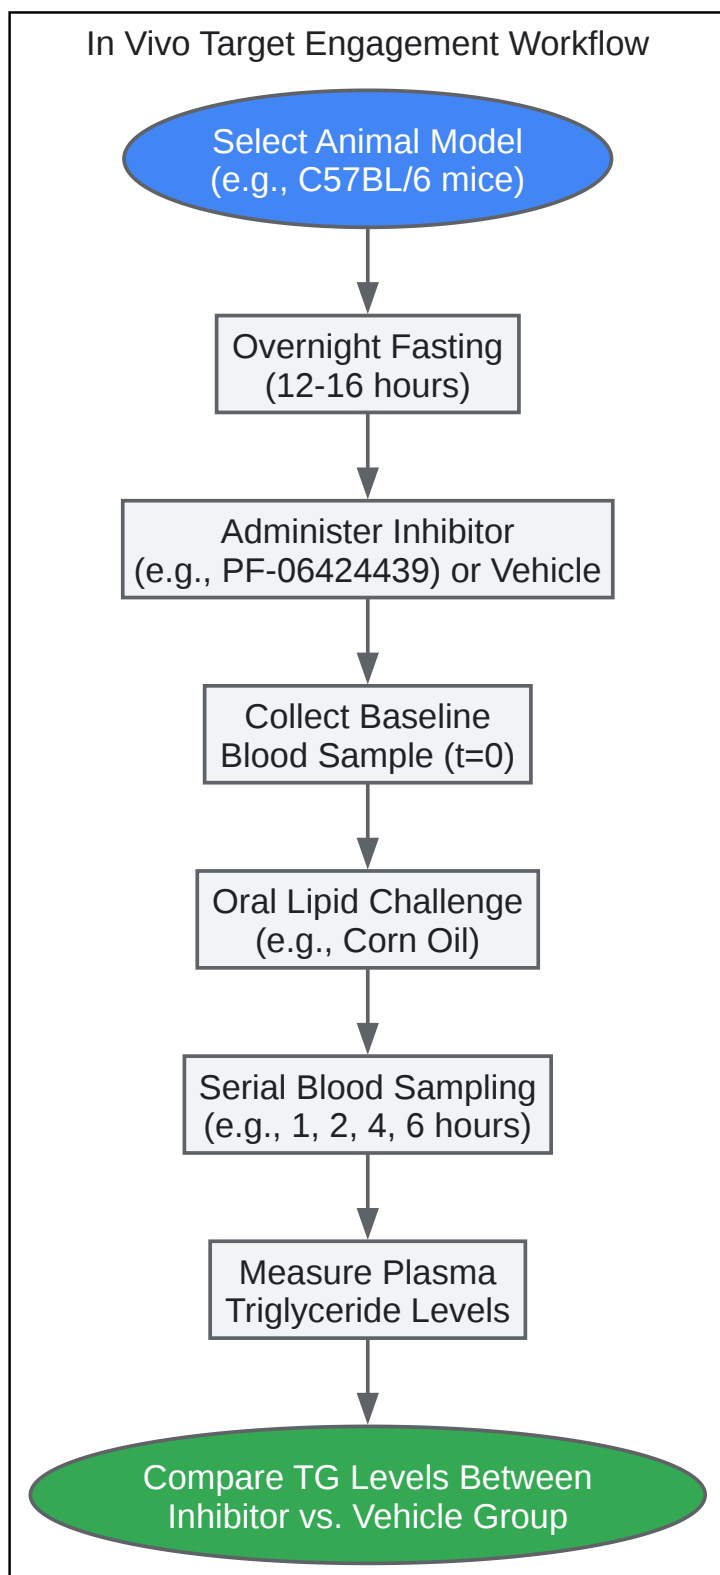 In Vivo Target Engagement Workflow
Select Animal Model
(e.g., C57BL/6 mice)
Overnight Fasting
(12-16 hours)
Administer Inhibitor
(e.g., PF-06424439) or Vehicle
Collect Baseline
Blood Sample (t=0)
Oral Lipid Challenge
(e.g., Corn Oil)
Serial Blood Sampling
(e.g., 1, 2, 4, 6 hours)
Measure Plasma
Triglyceride Levels
Compare TG Levels Between
Inhibitor vs. Vehicle Group